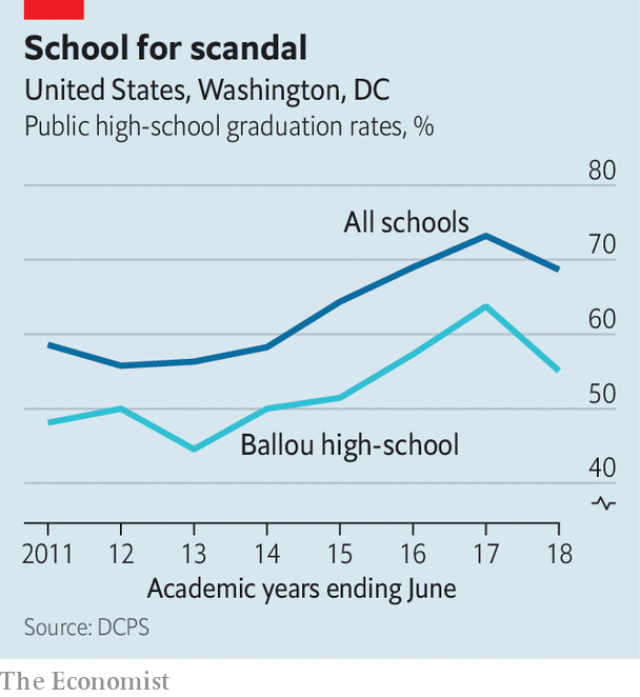 School for scandal
United States, Washington, DC
Public high-school graduation rates, %
80
All schools
70
60
50
Ballou high-school
40
2011 12 13 14 15 16 17 18
Academic years ending June
Source: DCPS
The Economist